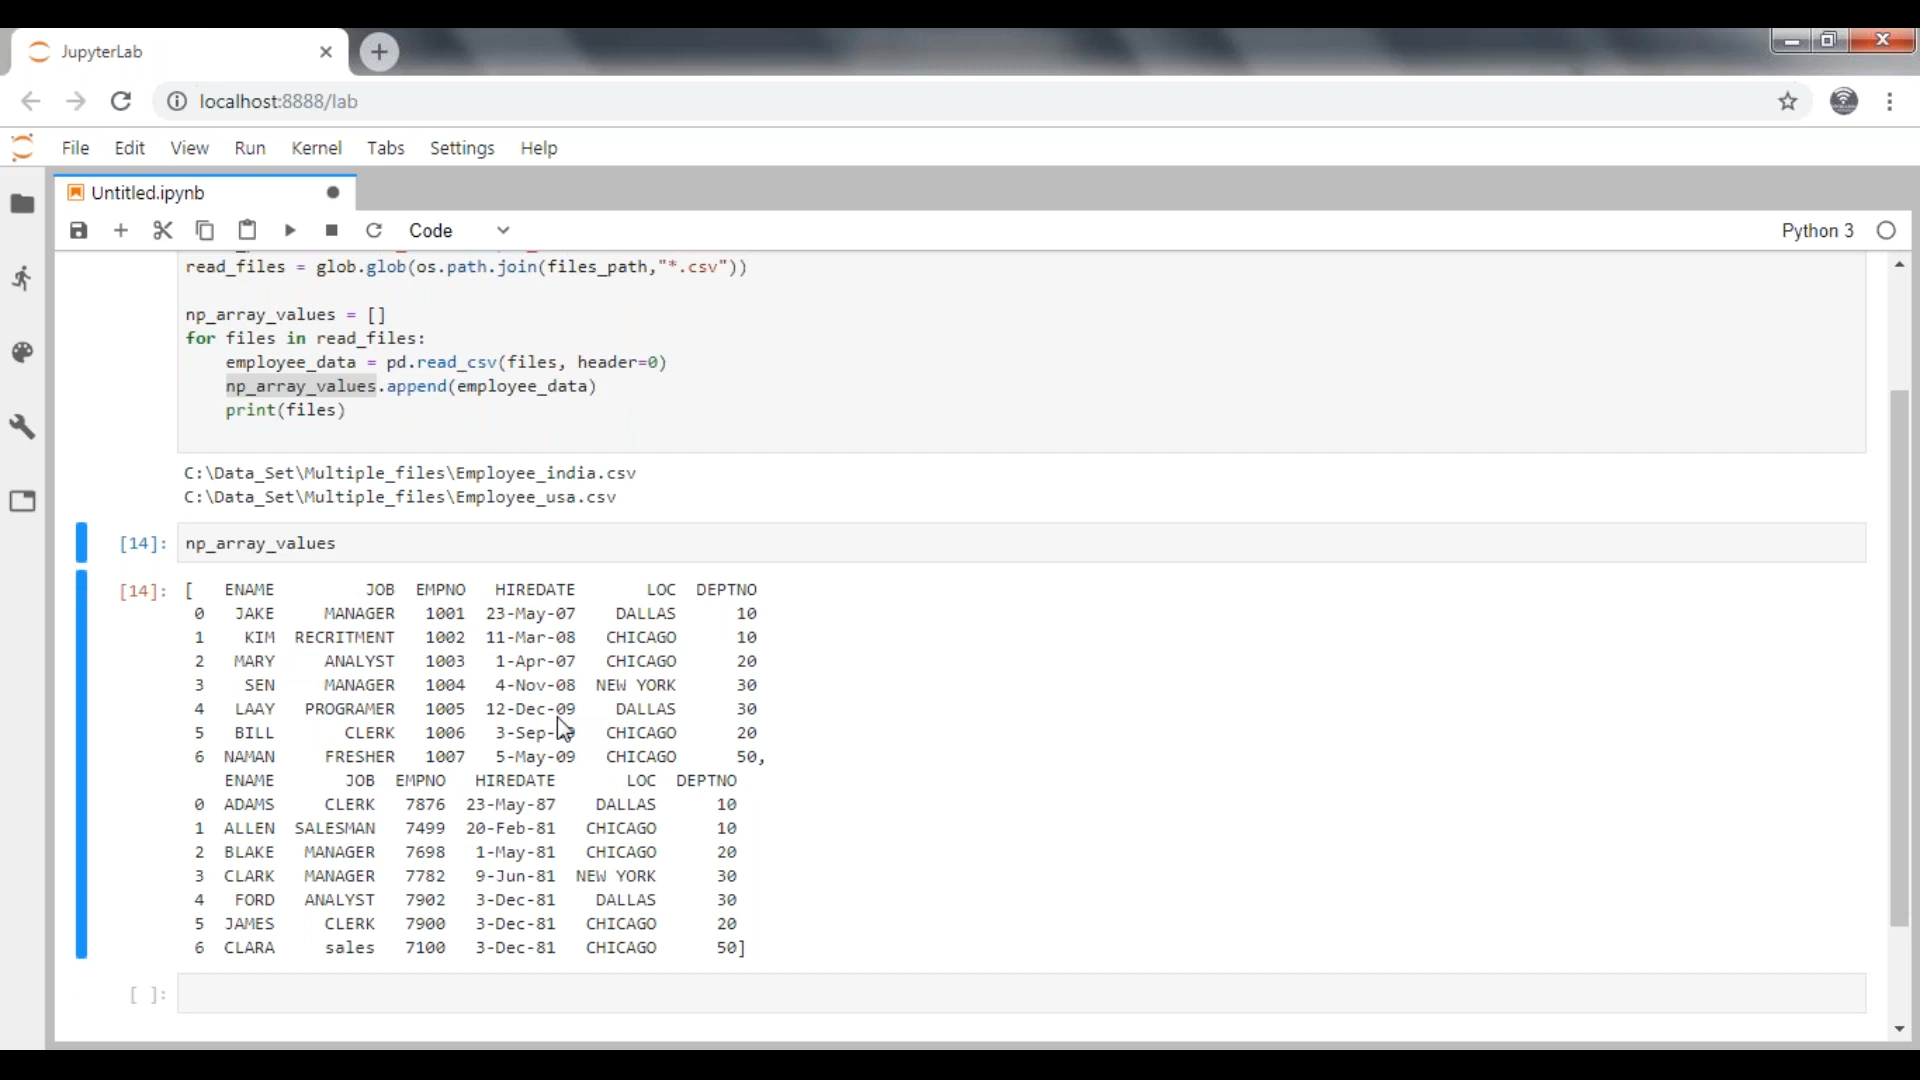 JupyterLab
localhost:8888/lab
File Edit View Run Kernel Tabs Settings Help
Untitled.ipynb
Code
Python 3
read_files = glob.glob(os.path.join(files_path,"*.csv"))
np_array_values = []
for files in read_files:
    employee_data = pd.read_csv(files, header=0)
    np_array_values.append(employee_data)
    print(files)
C:\Data_Set\Multiple_files\Employee_india.csv
C:\Data_Set\Multiple_files\Employee_usa.csv
[14]: np_array_values
[14]: [   ENAME         JOB  EMPNO   HIREDATE       LOC  DEPTNO
0   JAKE     MANAGER   1001  23-May-07    DALLAS      10
1    KIM  RECRITMENT   1002  11-Mar-08   CHICAGO      10
2   MARY     ANALYST   1003   1-Apr-07   CHICAGO      20
3    SEN     MANAGER   1004   4-Nov-08  NEW YORK      30
4   LAAY   PROGRAMER   1005  12-Dec-09    DALLAS      30
5   BILL       CLERK   1006   3-Sep-   CHICAGO      20
6  NAMAN     FRESHER   1007   5-May-09   CHICAGO      50,
ENAME       JOB  EMPNO   HIREDATE       LOC  DEPTNO
0  ADAMS     CLERK   7876  23-May-87    DALLAS      10
1  ALLEN  SALESMAN   7499  20-Feb-81   CHICAGO      10
2  BLAKE   MANAGER   7698   1-May-81   CHICAGO      20
3  CLARK   MANAGER   7782   9-Jun-81  NEW YORK      30
4   FORD   ANALYST   7902   3-Dec-81    DALLAS      30
5  JAMES     CLERK   7900   3-Dec-81   CHICAGO      20
6  CLARA     sales   7100   3-Dec-81   CHICAGO      50]
[ ]: